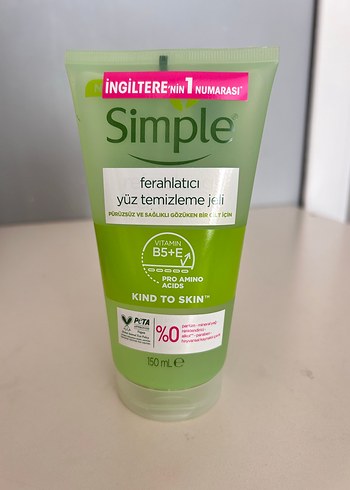 İNGİLTERE'NİN 1 NUMARASI*
Simple
ferahlatıcı
yüz temizleme jeli
PÜRÜZSÜZ VE SAĞLIKLI GÖZÜKEN BİR CİLT İÇİN
VITAMIN
B5+E
PRO AMINO
ACIDS
KIND TO SKIN™
PeTA
%0
150 mL ℮